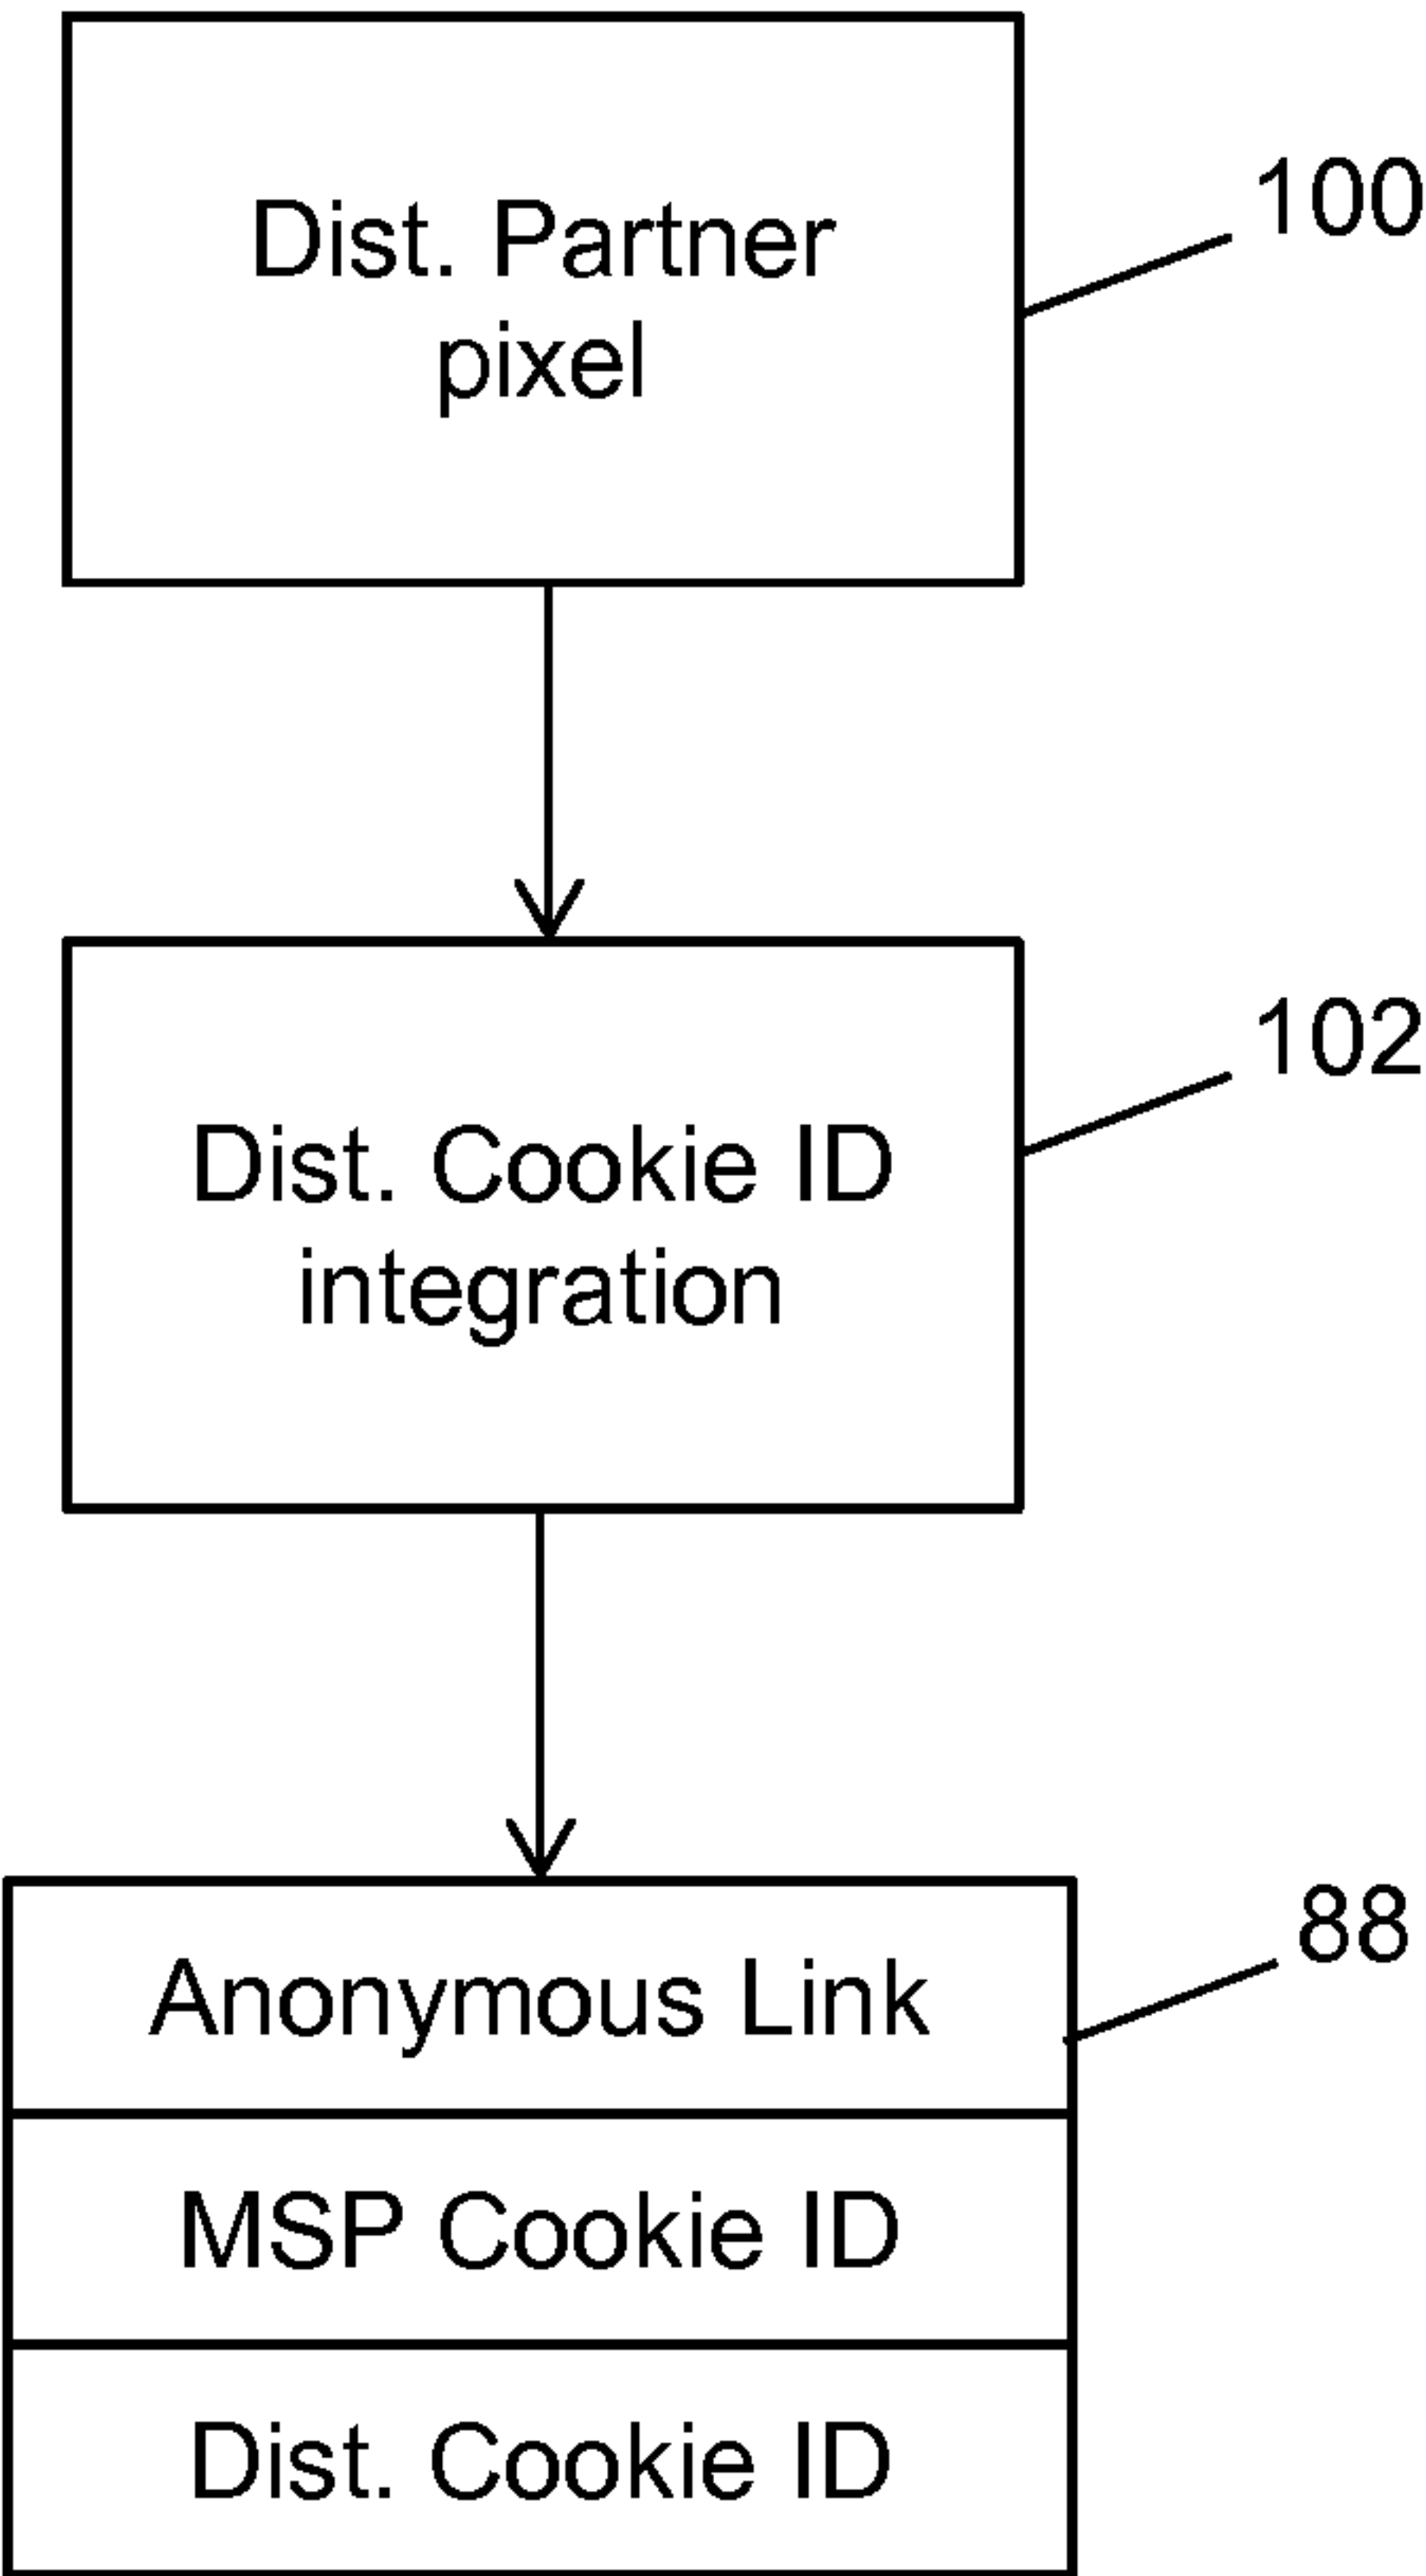 Dist. Partner
pixel
100
Dist. Cookie ID
integration
102
Anonymous Link
88
MSP Cookie ID
Dist. Cookie ID